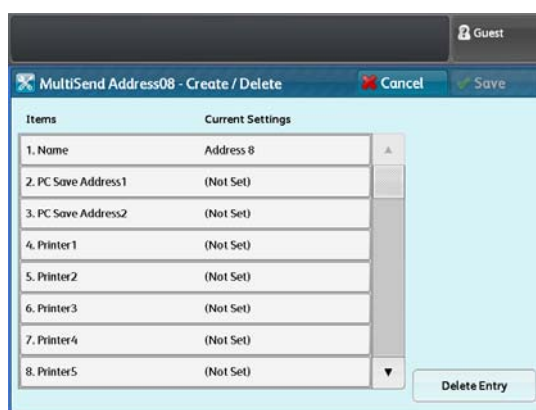 Guest
MultiSend Address08 - Create / Delete Cancel Save
Items Current Settings
1. Name Address 8
2. PC Save Address1 (Not Set)
3. PC Save Address2 (Not Set)
4. Printer1 (Not Set)
5. Printer2 (Not Set)
6. Printer3 (Not Set)
7. Printer4 (Not Set)
8. Printer5 (Not Set)
Delete Entry